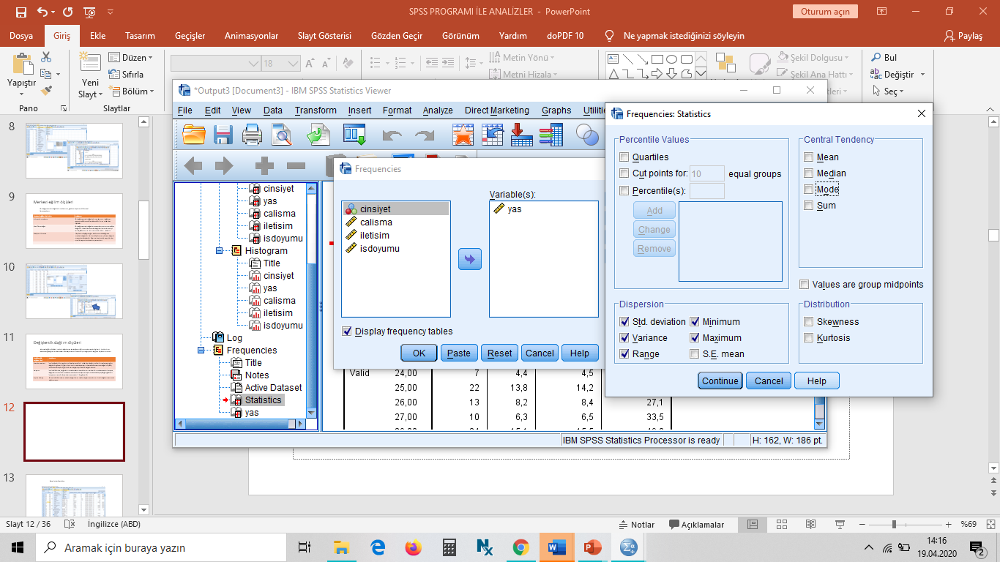 SPSS PROGRAMI İLE ANALİZLER - PowerPoint
Oturum açın
Dosya Giriş Ekle Tasarım Geçişler Animasyonlar Slayt Gösterisi Gözden Geçir Görünüm Yardım doPDF 10 Ne yapmak istediğinizi söyleyin Paylaş
Yapıştır
Yeni
Slayt
Düzen
Sıfırla
Bölüm
18
Metin Yönü
Metni Hizala
Şekil Dolgusu
Şekil Ana Hattı
Bul
Değiştir
Seç
Pano
Slaytlar
8
9
Merkezi eğilim ölçüleri
10
11
Değişkenlik dağılım ölçüleri
12
13
*Output3 [Document3] - IBM SPSS Statistics Viewer
File Edit View Data Transform Insert Format Analyze Direct Marketing Graphs
cinsiyet
yas
calisma
iletisim
isdoyumu
Histogram
Title
cinsiyet
yas
calisma
iletisim
isdoyumu
Log
Frequencies
Title
Notes
Active Dataset
Statistics
yas
Frequencies
Variable(s):
cinsiyet
calisma
iletisim
isdoyumu
yas
Display frequency tables
OK Paste Reset Cancel Help
Valid 24,00 7 4,4 4,5
25,00 22 13,8 14,2
26,00 13 8,2 8,4 27,1
27,00 10 6,3 6,5 33,5
IBM SPSS Statistics Processor is ready H: 162, W: 186 pt.
Frequencies: Statistics
Percentile Values
Quartiles
Cut points for: 10 equal groups
Percentile(s):
Add
Change
Remove
Central Tendency
Mean
Median
Mode
Sum
Values are group midpoints
Dispersion
Std. deviation Minimum
Variance Maximum
Range S.E. mean
Distribution
Skewness
Kurtosis
Continue Cancel Help
Slayt 12 / 36 İngilizce (ABD) Notlar Açıklamalar %69
Aramak için buraya yazın
14:16
19.04.2020
2